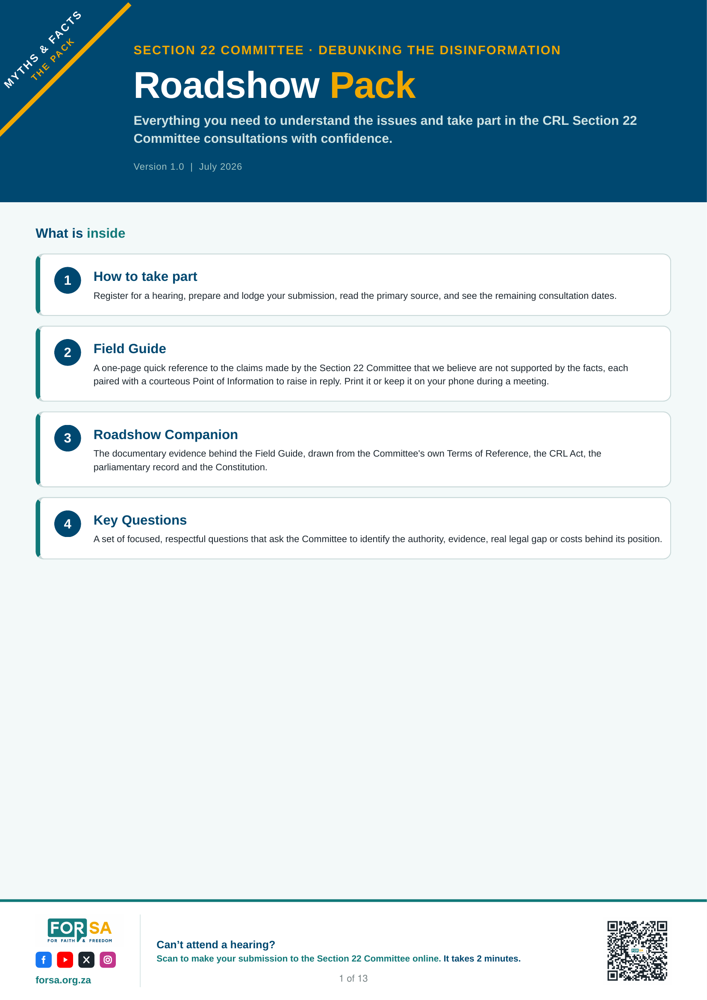 MYTHS & FACTS
THE PACK
SECTION 22 COMMITTEE · DEBUNKING THE DISINFORMATION
Roadshow Pack
Everything you need to understand the issues and take part in the CRL Section 22
Committee consultations with confidence.
Version 1.0 | July 2026
What is inside
1
How to take part
Register for a hearing, prepare and lodge your submission, read the primary source, and see the remaining consultation dates.
2
Field Guide
A one-page quick reference to the claims made by the Section 22 Committee that we believe are not supported by the facts, each
paired with a courteous Point of Information to raise in reply. Print it or keep it on your phone during a meeting.
3
Roadshow Companion
The documentary evidence behind the Field Guide, drawn from the Committee's own Terms of Reference, the CRL Act, the
parliamentary record and the Constitution.
4
Key Questions
A set of focused, respectful questions that ask the Committee to identify the authority, evidence, real legal gap or costs behind its position.
FOR SA
FOR FAITH & FREEDOM
forsa.org.za
Can’t attend a hearing?
Scan to make your submission to the Section 22 Committee online. It takes 2 minutes.
1 of 13
FOR SA